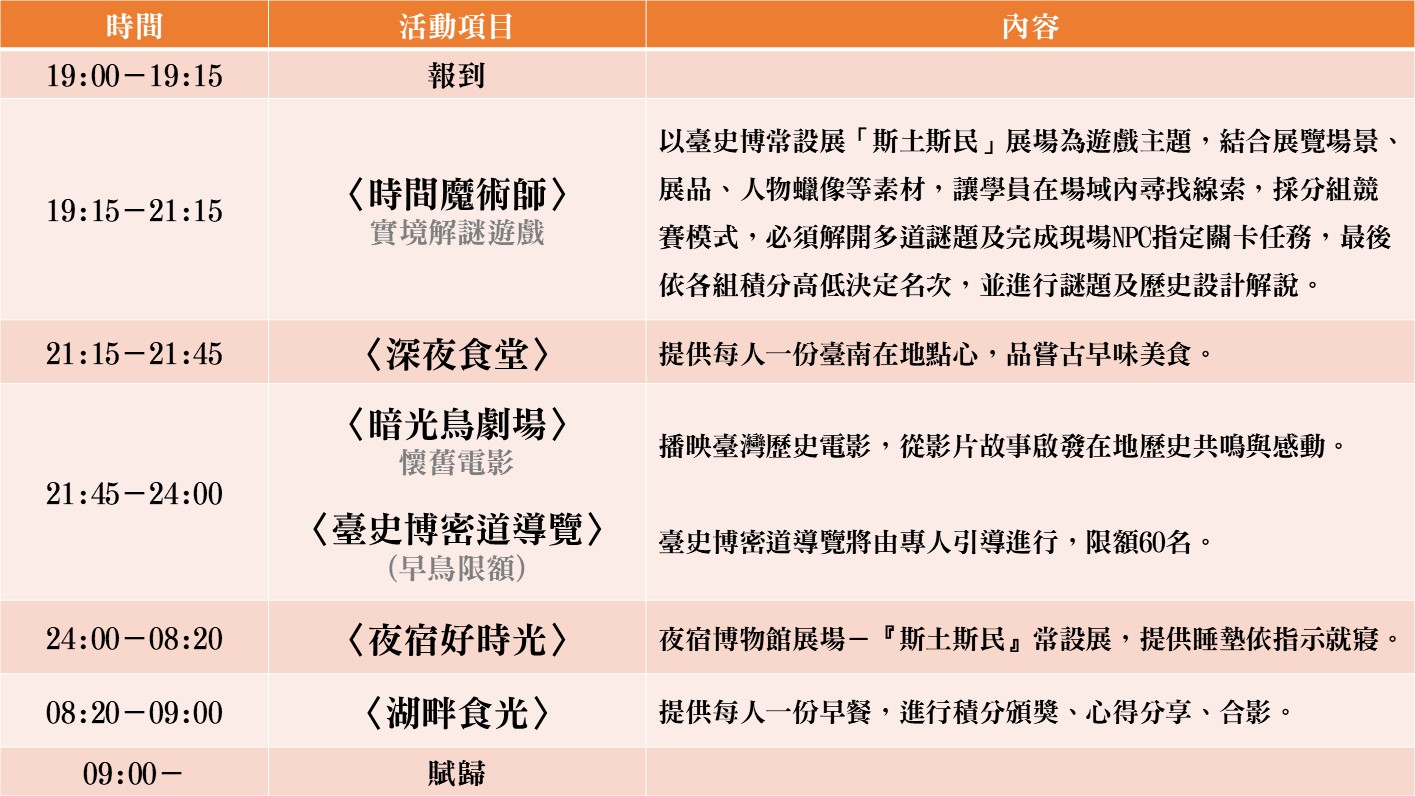 時間 活動項目 內容
19:00－19:15 報到
19:15－21:15
〈時間魔術師〉
實境解謎遊戲
以臺史博常設展「斯土斯民」展場為遊戲主題，結合展覽場景、
展品、人物蠟像等素材，讓學員在場域內尋找線索，採分組競
賽模式，必須解開多道謎題及完成現場NPC指定關卡任務，最後
依各組積分高低決定名次，並進行謎題及歷史設計解說。
21:15－21:45 〈深夜食堂〉 提供每人一份臺南在地點心，品嘗古早味美食。
21:45－24:00
〈暗光鳥劇場〉
懷舊電影
播映臺灣歷史電影，從影片故事啟發在地歷史共鳴與感動。
〈臺史博密道導覽〉
(早鳥限額)
臺史博密道導覽將由專人引導進行，限額60名。
24:00－08:20 〈夜宿好時光〉 夜宿博物館展場－『斯土斯民』常設展，提供睡墊依指示就寢。
08:20－09:00 〈湖畔食光〉 提供每人一份早餐，進行積分頒獎、心得分享、合影。
09:00－ 賦歸